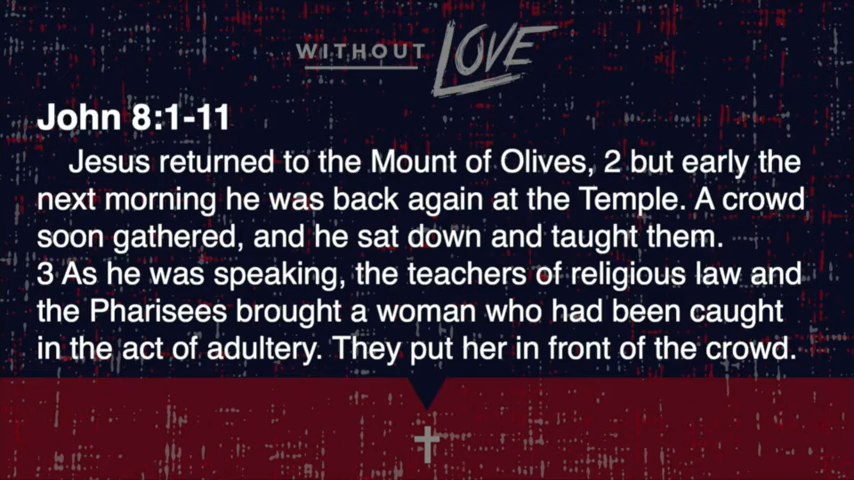 WITHOUT LOVE
John 8:1-11
Jesus returned to the Mount of Olives, 2 but early the
next morning he was back again at the Temple. A crowd
soon gathered, and he sat down and taught them.
3 As he was speaking, the teachers of religious law and
the Pharisees brought a woman who had been caught
in the act of adultery. They put her in front of the crowd.